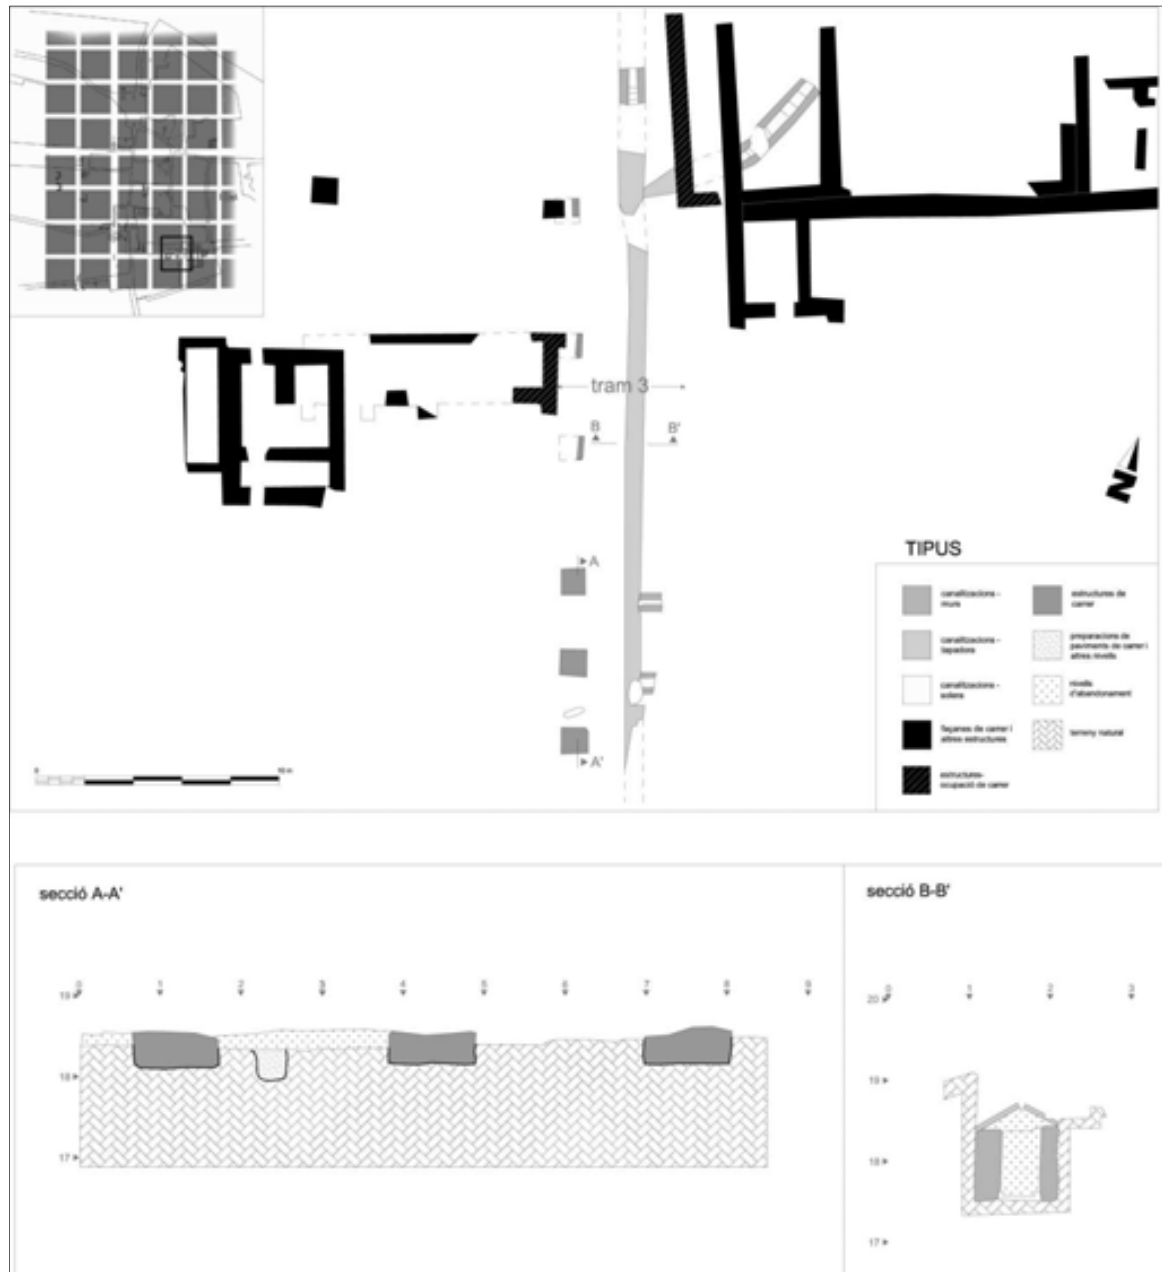 tram 3
B
B'
A
A'
N
0
10 m
TIPUS
canalitzacions -
murs
canalitzacions -
tapadora
canalitzacions -
solera
façanes de carrer i
altres estructures
estructures-
ocupació de carrer
estructures de
carrer
preparacions de
paviments de carrer i
altres nivells
nivells
d'abandonament
terreny natural
secció A-A'
0 1 2 3 4 5 6 7 8 9
19
18
17
secció B-B'
0 1 2 3
20
19
18
17